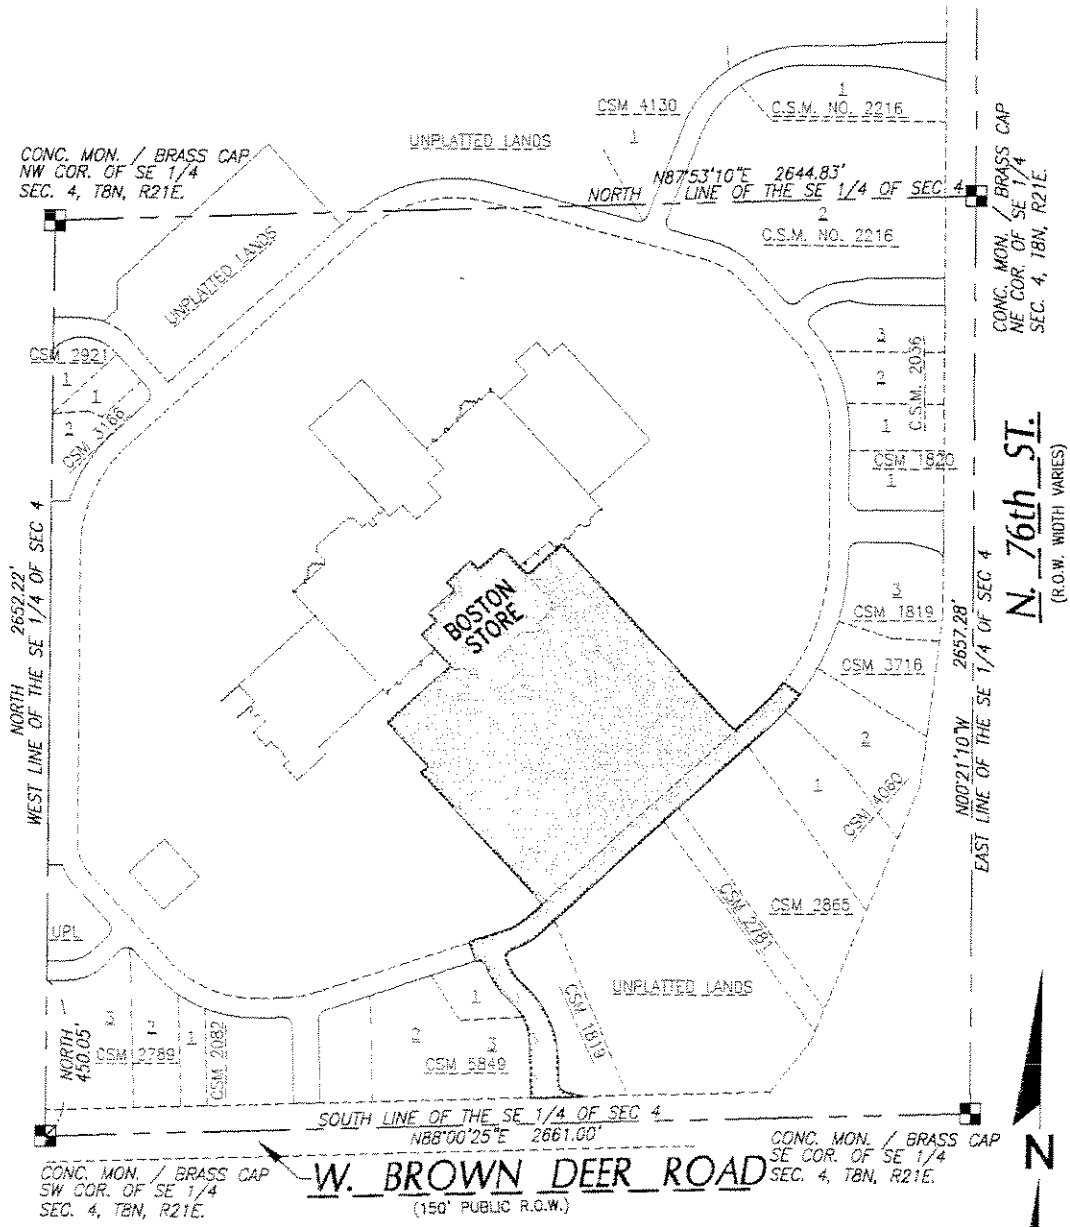 CSM 4130
1
1
C.S.M. NO. 2216
UNPLATTED LANDS
CONC. MON. / BRASS CAP
NW COR. OF SE 1/4
SEC. 4, T8N, R21E.
N87°53'10"E 2644.83'
NORTH LINE OF THE SE 1/4 OF SEC 4
CONC. MON. / BRASS CAP
NE COR. OF SE 1/4
SEC. 4, T8N, R21E.
2
C.S.M. NO. 2216
UNPLATTED LANDS
CSM 2921
1
1
2
CSM 3166
3
2
1
C.S.M. 2036
CSM 1820
1
N. 76th ST.
(R.O.W. WIDTH VARIES)
NORTH 2652.22'
WEST LINE OF THE SE 1/4 OF SEC 4
BOSTON
STORE
3
CSM 1819
CSM 3716
N00°21'10"W 2657.28'
EAST LINE OF THE SE 1/4 OF SEC 4
2
1
CSM 4060
CSM 2865
CSM 2781
UPL
UNPLATTED LANDS
CSM 1819
NORTH
450.05'
3
2
1
CSM 2789
CSM 2082
1
2
3
CSM 5849
SOUTH LINE OF THE SE 1/4 OF SEC 4
N88°00'25"E 2661.00'
CONC. MON. / BRASS CAP
SW COR. OF SE 1/4
SEC. 4, T8N, R21E.
W. BROWN DEER ROAD
(150' PUBLIC R.O.W.)
CONC. MON. / BRASS CAP
SE COR. OF SE 1/4
SEC. 4, T8N, R21E.
N